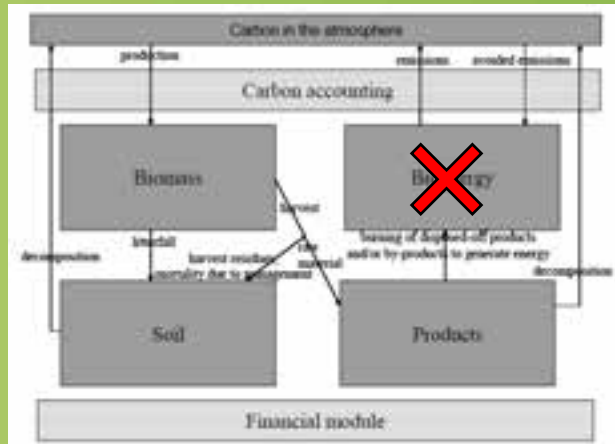 Carbon in the atmosphere
production
emissions
avoided emissions
Carbon accounting
Biomass
harvest
litterfall
decomposition
harvest residues
mortality due to management
raw
material
burning of disposed-off products
and/or by-products to generate energy
decomposition
Soil
Products
Financial module